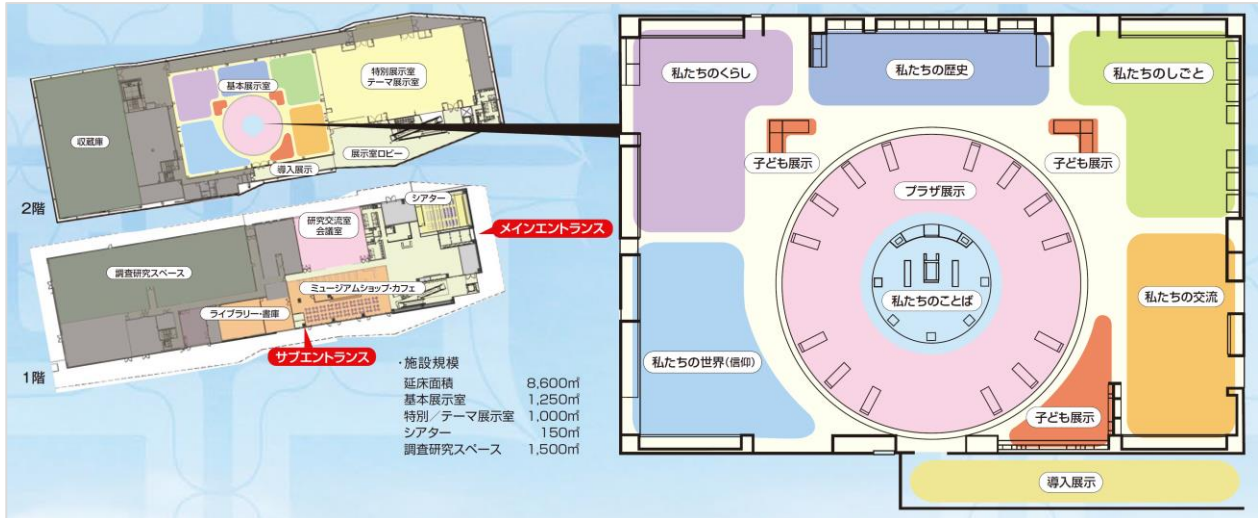 特別展示室
テーマ展示室
基本展示室
収蔵庫
展示室ロビー
導入展示
2階
シアター
研究交流室
会議室
メインエントランス
調査研究スペース
ミュージアムショップ・カフェ
ライブラリー・書庫
サブエントランス
1階
・施設規模
延床面積 8,600㎡
基本展示室 1,250㎡
特別／テーマ展示室 1.000㎡
シアター 150㎡
調査研究スペース 1,500㎡
私たちのくらし
私たちの歴史
私たちのしごと
子ども展示
子ども展示
プラザ展示
私たちのことば
私たちの交流
私たちの世界(信仰)
子ども展示
導入展示